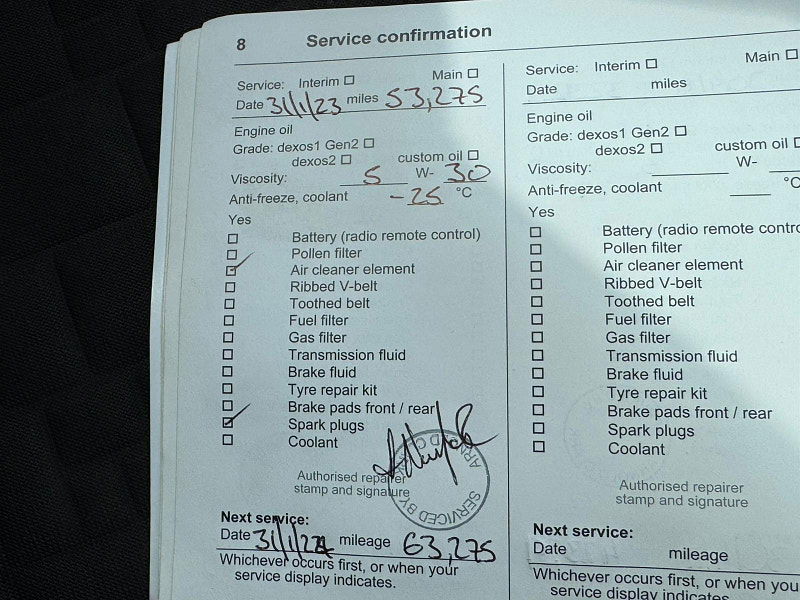 8 Service confirmation
Service: Interim ☐ Main ☐
Date 31/1/23 miles 53,275
Engine oil
Grade: dexos1 Gen2 ☐
dexos2 ☐ custom oil ☐
Viscosity: 5 W- 30
Anti-freeze, coolant -25 °C
Yes
☐ Battery (radio remote control)
☐ Pollen filter
☑ Air cleaner element
☐ Ribbed V-belt
☐ Toothed belt
☐ Fuel filter
☐ Gas filter
☐ Transmission fluid
☐ Brake fluid
☐ Tyre repair kit
☐ Brake pads front / rear
☑ Spark plugs
☐ Coolant
Authorised repairer
stamp and signature
SERVICED BY
Next service:
Date 31/1/24 mileage 63,275
Whichever occurs first, or when your
service display indicates.
Service: Interim ☐ Main ☐
Date miles
Engine oil
Grade: dexos1 Gen2 ☐
dexos2 ☐ custom oil ☐
Viscosity: W-
Anti-freeze, coolant °C
Yes
☐ Battery (radio remote contro
☐ Pollen filter
☐ Air cleaner element
☐ Ribbed V-belt
☐ Toothed belt
☐ Fuel filter
☐ Gas filter
☐ Transmission fluid
☐ Brake fluid
☐ Tyre repair kit
☐ Brake pads front / rear
☐ Spark plugs
☐ Coolant
Authorised repairer
stamp and signature
Next service:
Date mileage
Whichever occurs first, or when you
service display indicates.